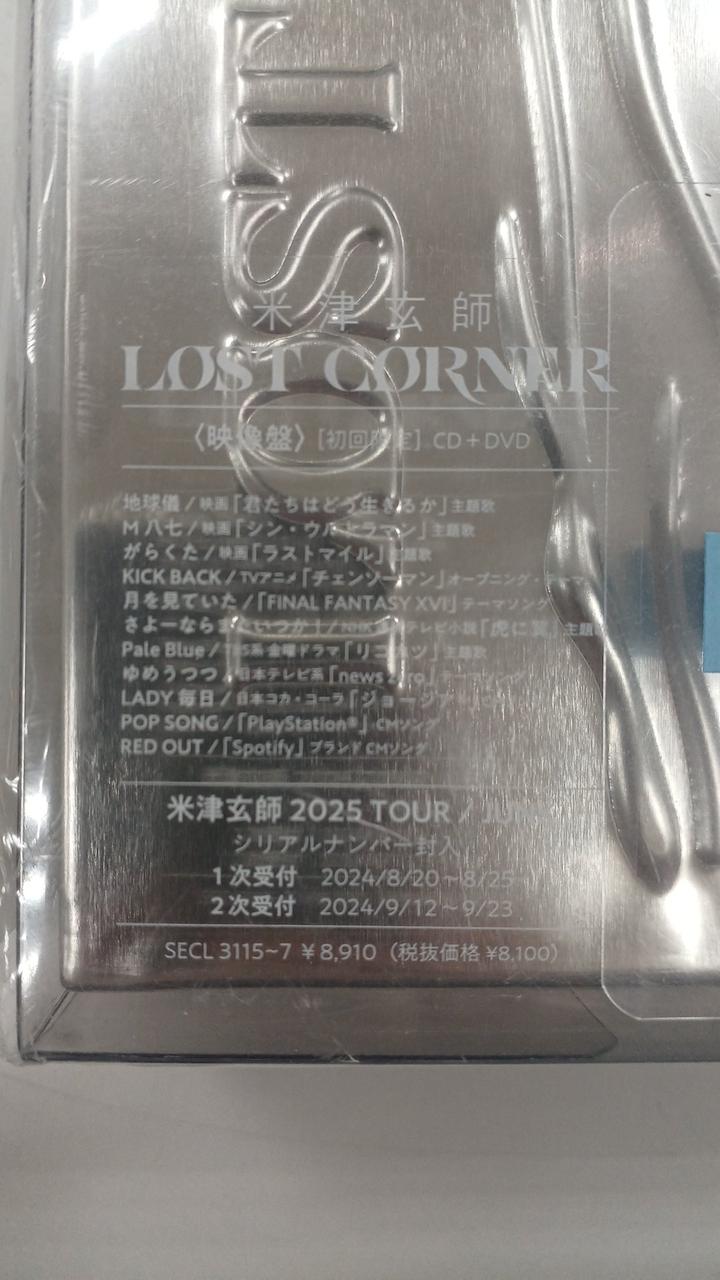 LOST
米津玄師
LOST CORNER
〈映像盤〉[初回限定] CD+DVD
地球儀/映画「君たちはどう生きるか」主題歌
M 八七/映画「シン・ウルトラマン」主題歌
がらくた/映画「ラストマイル」主題歌
KICK BACK/TVアニメ「チェンソーマン」オープニング・テーマ
月を見ていた/「FINAL FANTASY XVI」テーマソング
さよーならまたいつか!/NHK テレビ小説「虎に翼」主題歌
Pale Blue/TBS系 金曜ドラマ「リコカツ」主題歌
ゆめうつつ/日本テレビ系「news zero」テーマソング
LADY 毎日/日本コカ・コーラ「ジョージア」CMソング
POP SONG/「PlayStation®」CMソング
RED OUT/「Spotify」ブランド CMソング
米津玄師 2025 TOUR / JUNK
シリアルナンバー封入
1次受付 2024/8/20~8/25
2次受付 2024/9/12~9/23
SECL 3115~7 ¥8,910(税抜価格 ¥8,100)